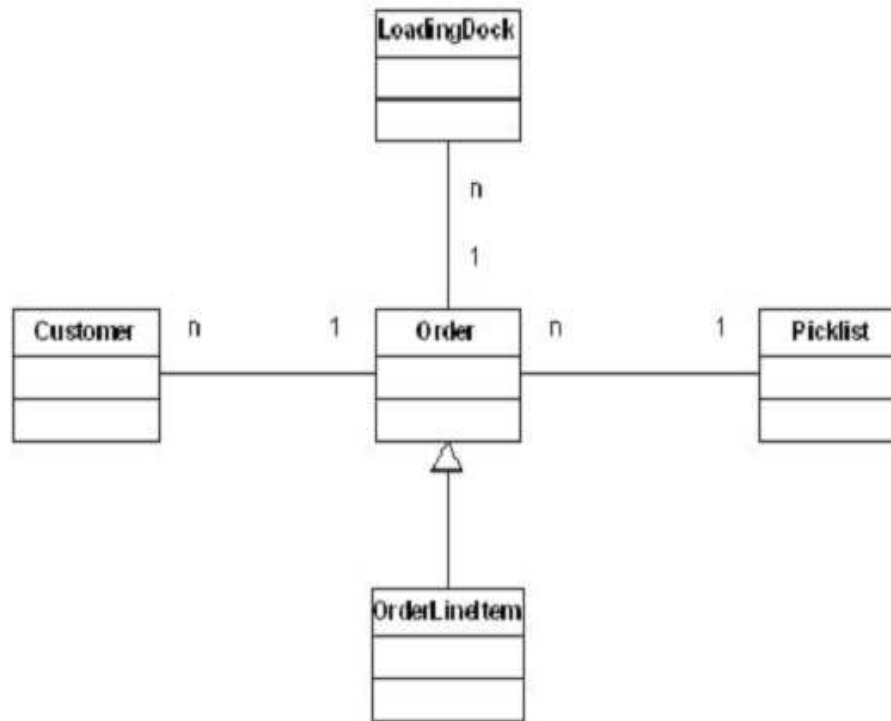 LoadingDock
n
1
Customer n 1 Order n 1 Picklist
OrderLineItem